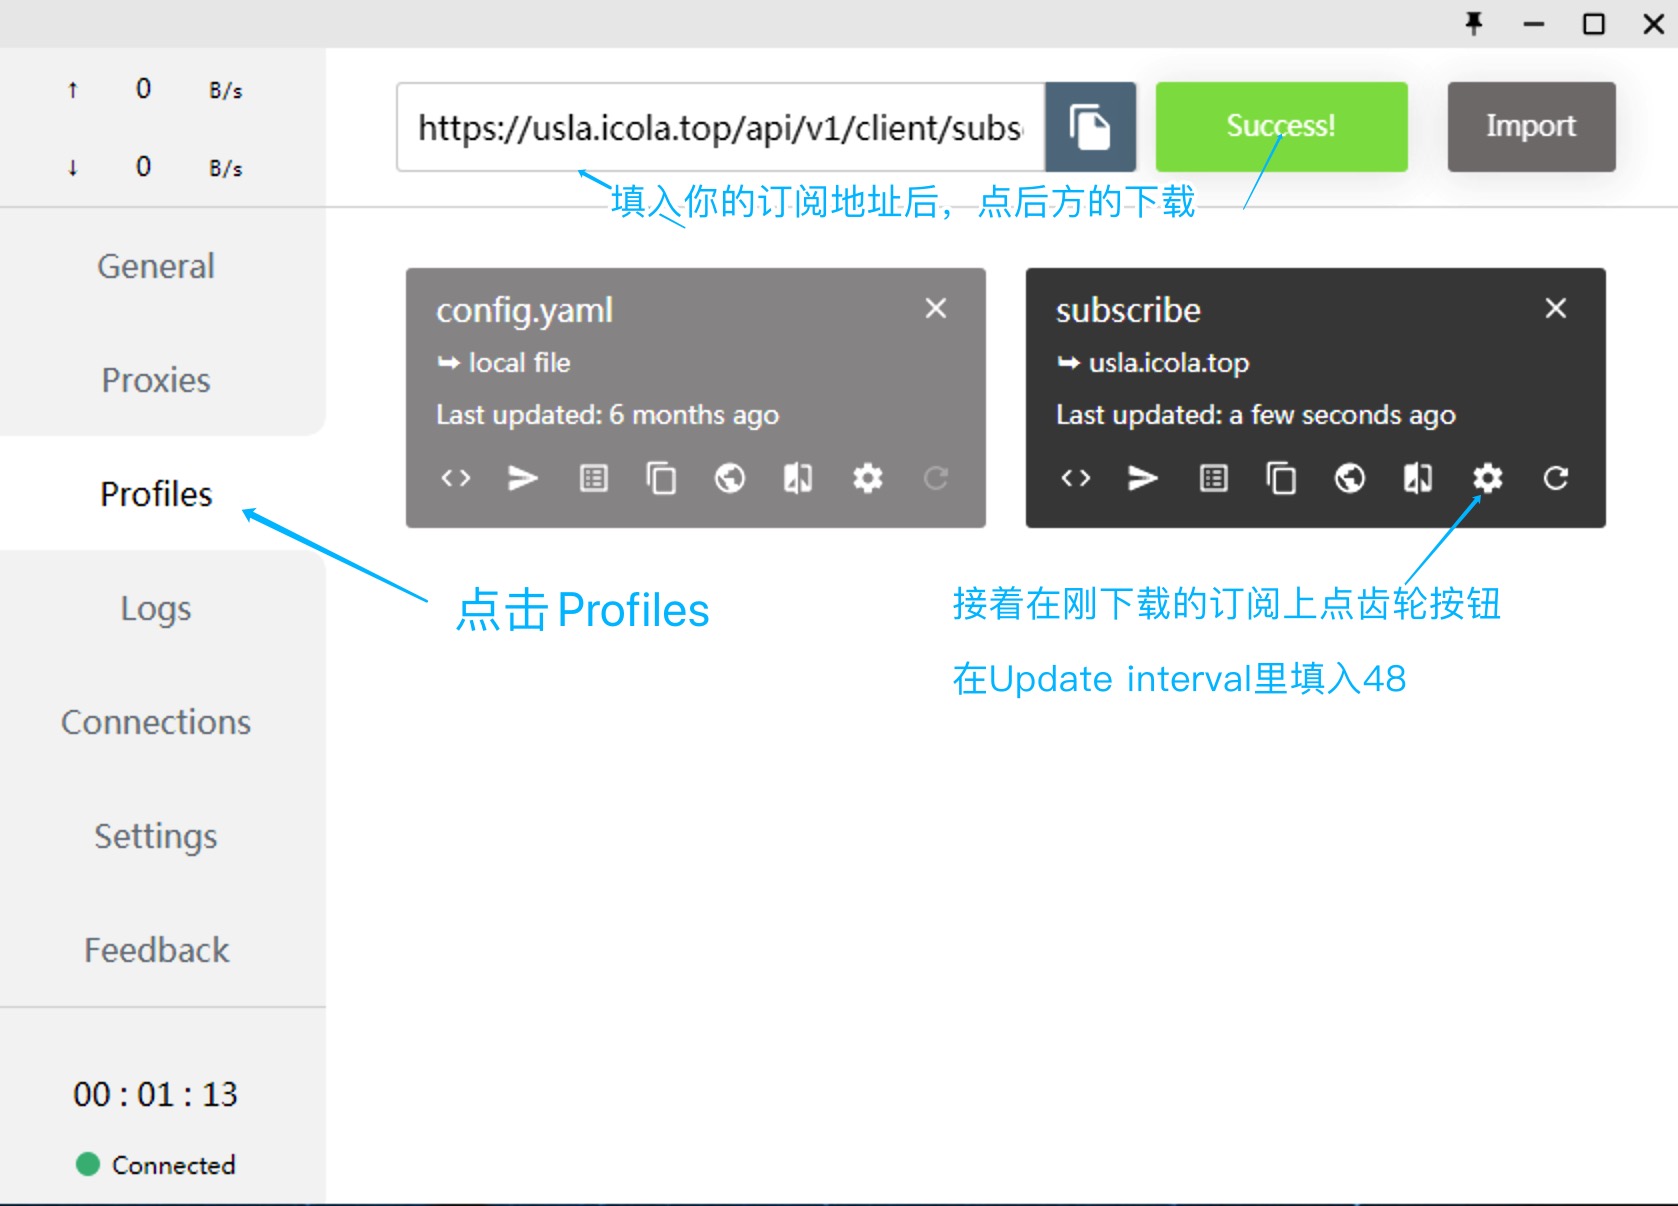 ↑ 0 B/s
↓ 0 B/s
General
Proxies
Profiles
Logs
Connections
Settings
Feedback
00 : 01 : 13
Connected
https://usla.icola.top/api/v1/client/subs
Success!
Import
填入你的订阅地址后，点后方的下载
config.yaml
local file
Last updated: 6 months ago
subscribe
usla.icola.top
Last updated: a few seconds ago
点击Profiles
接着在刚下载的订阅上点齿轮按钮
在Update interval里填入48